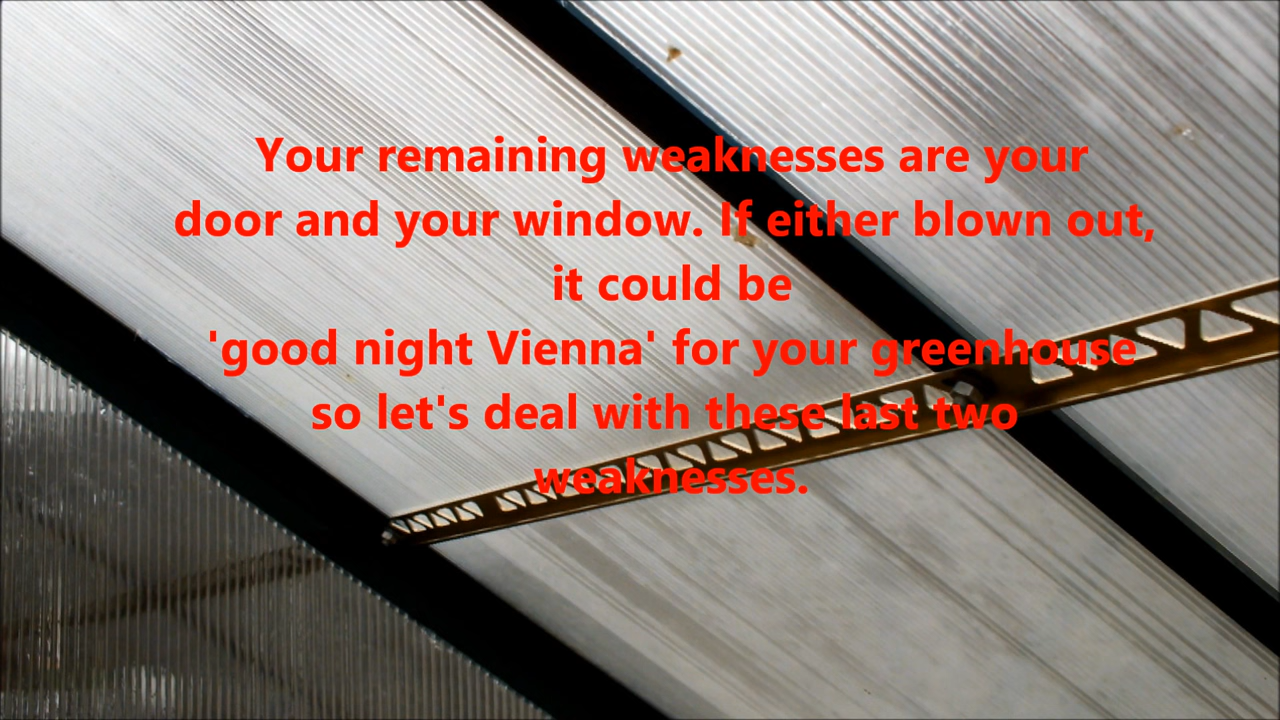 Your remaining weaknesses are your
door and your window. If either blown out,
it could be
'good night Vienna' for your greenhouse
so let's deal with these last two
weaknesses.